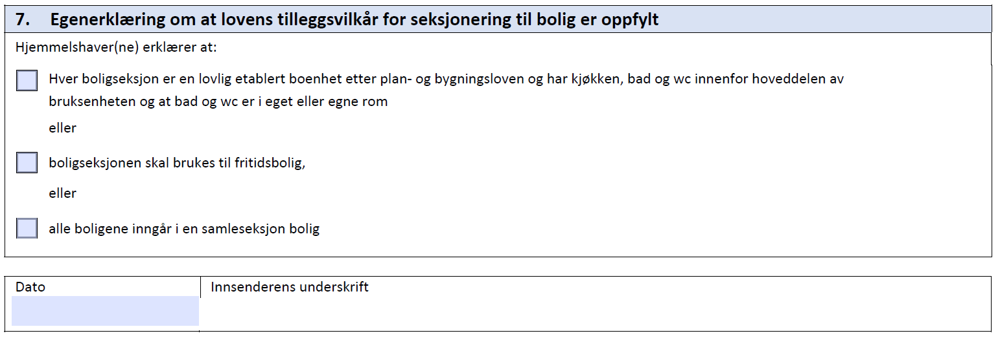 7. Egenerklæring om at lovens tilleggsvilkår for seksjonering til bolig er oppfylt
Hjemmelshaver(ne) erklærer at:
Hver boligseksjon er en lovlig etablert boenhet etter plan- og bygningsloven og har kjøkken, bad og wc innenfor hoveddelen av
bruksenheten og at bad og wc er i eget eller egne rom
eller
boligseksjonen skal brukes til fritidsbolig,
eller
alle boligene inngår i en samleseksjon bolig
Dato Innsenderens underskrift